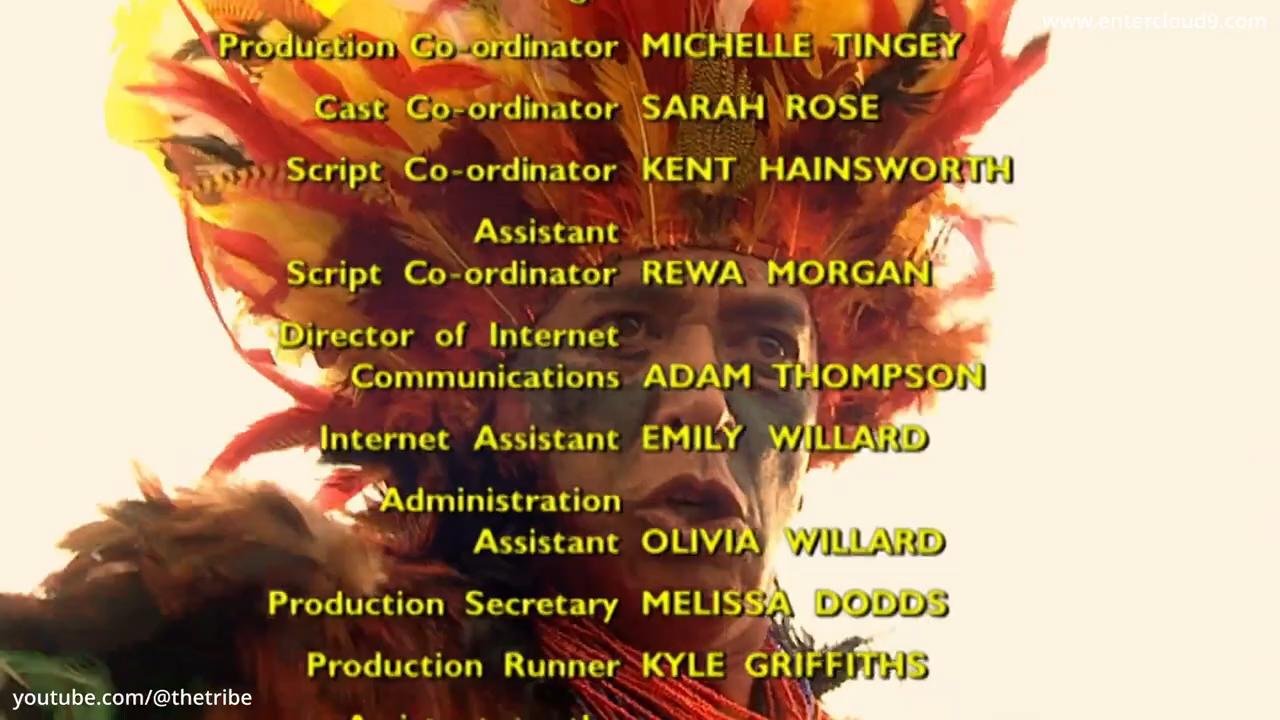 www.entercloud9.com
Production Co-ordinator MICHELLE TINGEY
Cast Co-ordinator SARAH ROSE
Script Co-ordinator KENT HAINSWORTH
Assistant
Script Co-ordinator REWA MORGAN
Director of Internet
Communications ADAM THOMPSON
Internet Assistant EMILY WILLARD
Administration
Assistant OLIVIA WILLARD
Production Secretary MELISSA DODDS
Production Runner KYLE GRIFFITHS
youtube.com/@thetribe